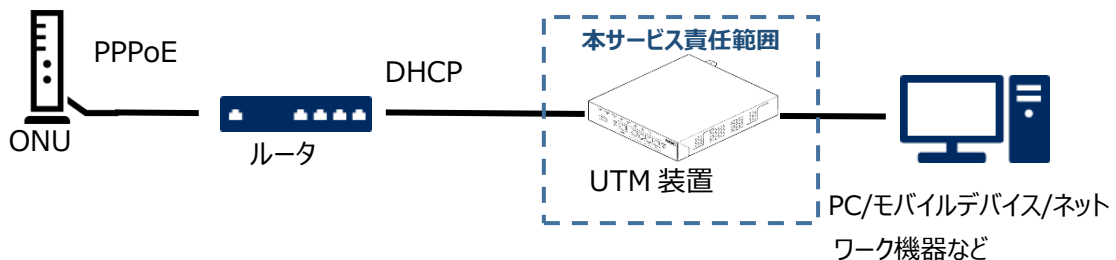 本サービス責任範囲
PPPoE
DHCP
ONU
ルータ
UTM 装置
PC/モバイルデバイス/ネット
ワーク機器など